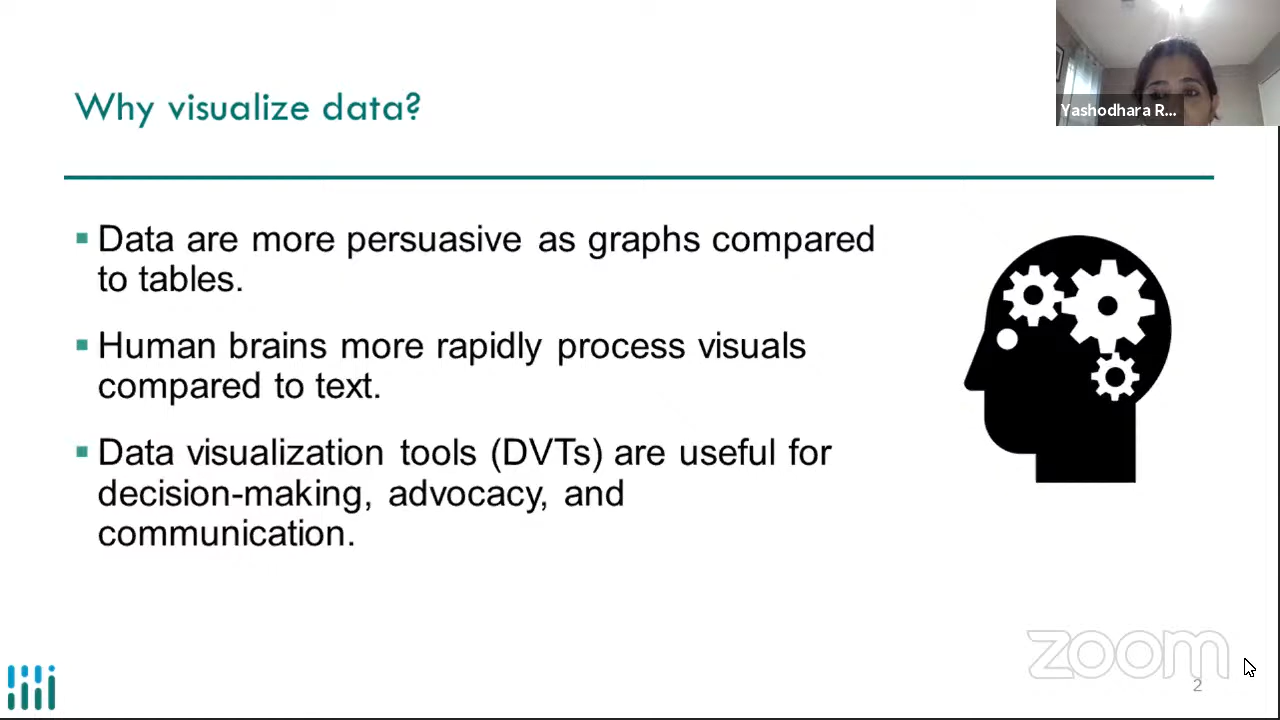 Why visualize data?
Yashodhara R...
Data are more persuasive as graphs compared
to tables.
Human brains more rapidly process visuals
compared to text.
Data visualization tools (DVTs) are useful for
decision-making, advocacy, and
communication.
zoom
2